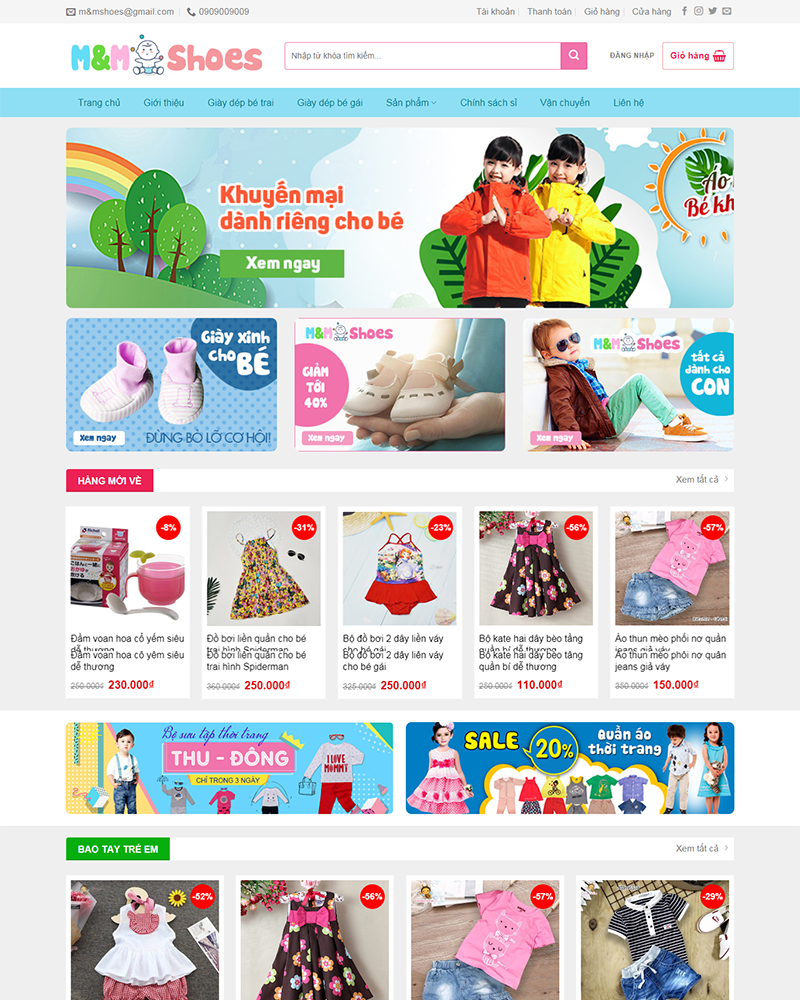 m&mshoes@gmail.com
0909009009
Tài khoản
Thanh toán
Giỏ hàng
Cửa hàng
M&M Shoes
Nhập từ khóa tìm kiếm...
ĐĂNG NHẬP
Giỏ hàng
Trang chủ
Giới thiệu
Giày dép bé trai
Giày dép bé gái
Sản phẩm
Chính sách sỉ
Vận chuyển
Liên hệ
Khuyến mại
dành riêng cho bé
Xem ngay
Áo
Bé kh
Giày xinh
cho BÉ
Xem ngay
ĐỪNG BỎ LỠ CƠ HỘI!
M&M Shoes
GIẢM
TỚI
40%
Xem ngay
M&M Shoes
tất cả
dành cho
CON
Xem ngay
HÀNG MỚI VỀ
Xem tất cả
-8%
-31%
-23%
-56%
-57%
Đầm voan hoa cổ yếm siêu
dễ thương
Đầm voan hoa cổ yếm siêu
dễ thương
250.000₫ 230.000₫
Đồ bơi liền quần cho bé
trai hình Spiderman
Đồ bơi liền quần cho bé
trai hình Spiderman
360.000₫ 250.000₫
Bộ đồ bơi 2 dây liền váy
cho bé gái
Bộ đồ bơi 2 dây liền váy
cho bé gái
325.000₫ 250.000₫
Bộ kate hai dây bèo tầng
quần bí dễ thương
Bộ kate hai dây bèo tầng
quần bí dễ thương
250.000₫ 110.000₫
Áo thun mèo phối nơ quần
jeans giả váy
Áo thun mèo phối nơ quần
jeans giả váy
350.000₫ 150.000₫
Bộ sưu tập thời trang
THU - ĐÔNG
CHỈ TRONG 3 NGÀY
I LOVE
MOMMY
SALE
20%
Quần áo
thời trang
BAO TAY TRẺ EM
Xem tất cả
-52%
-56%
-57%
-29%